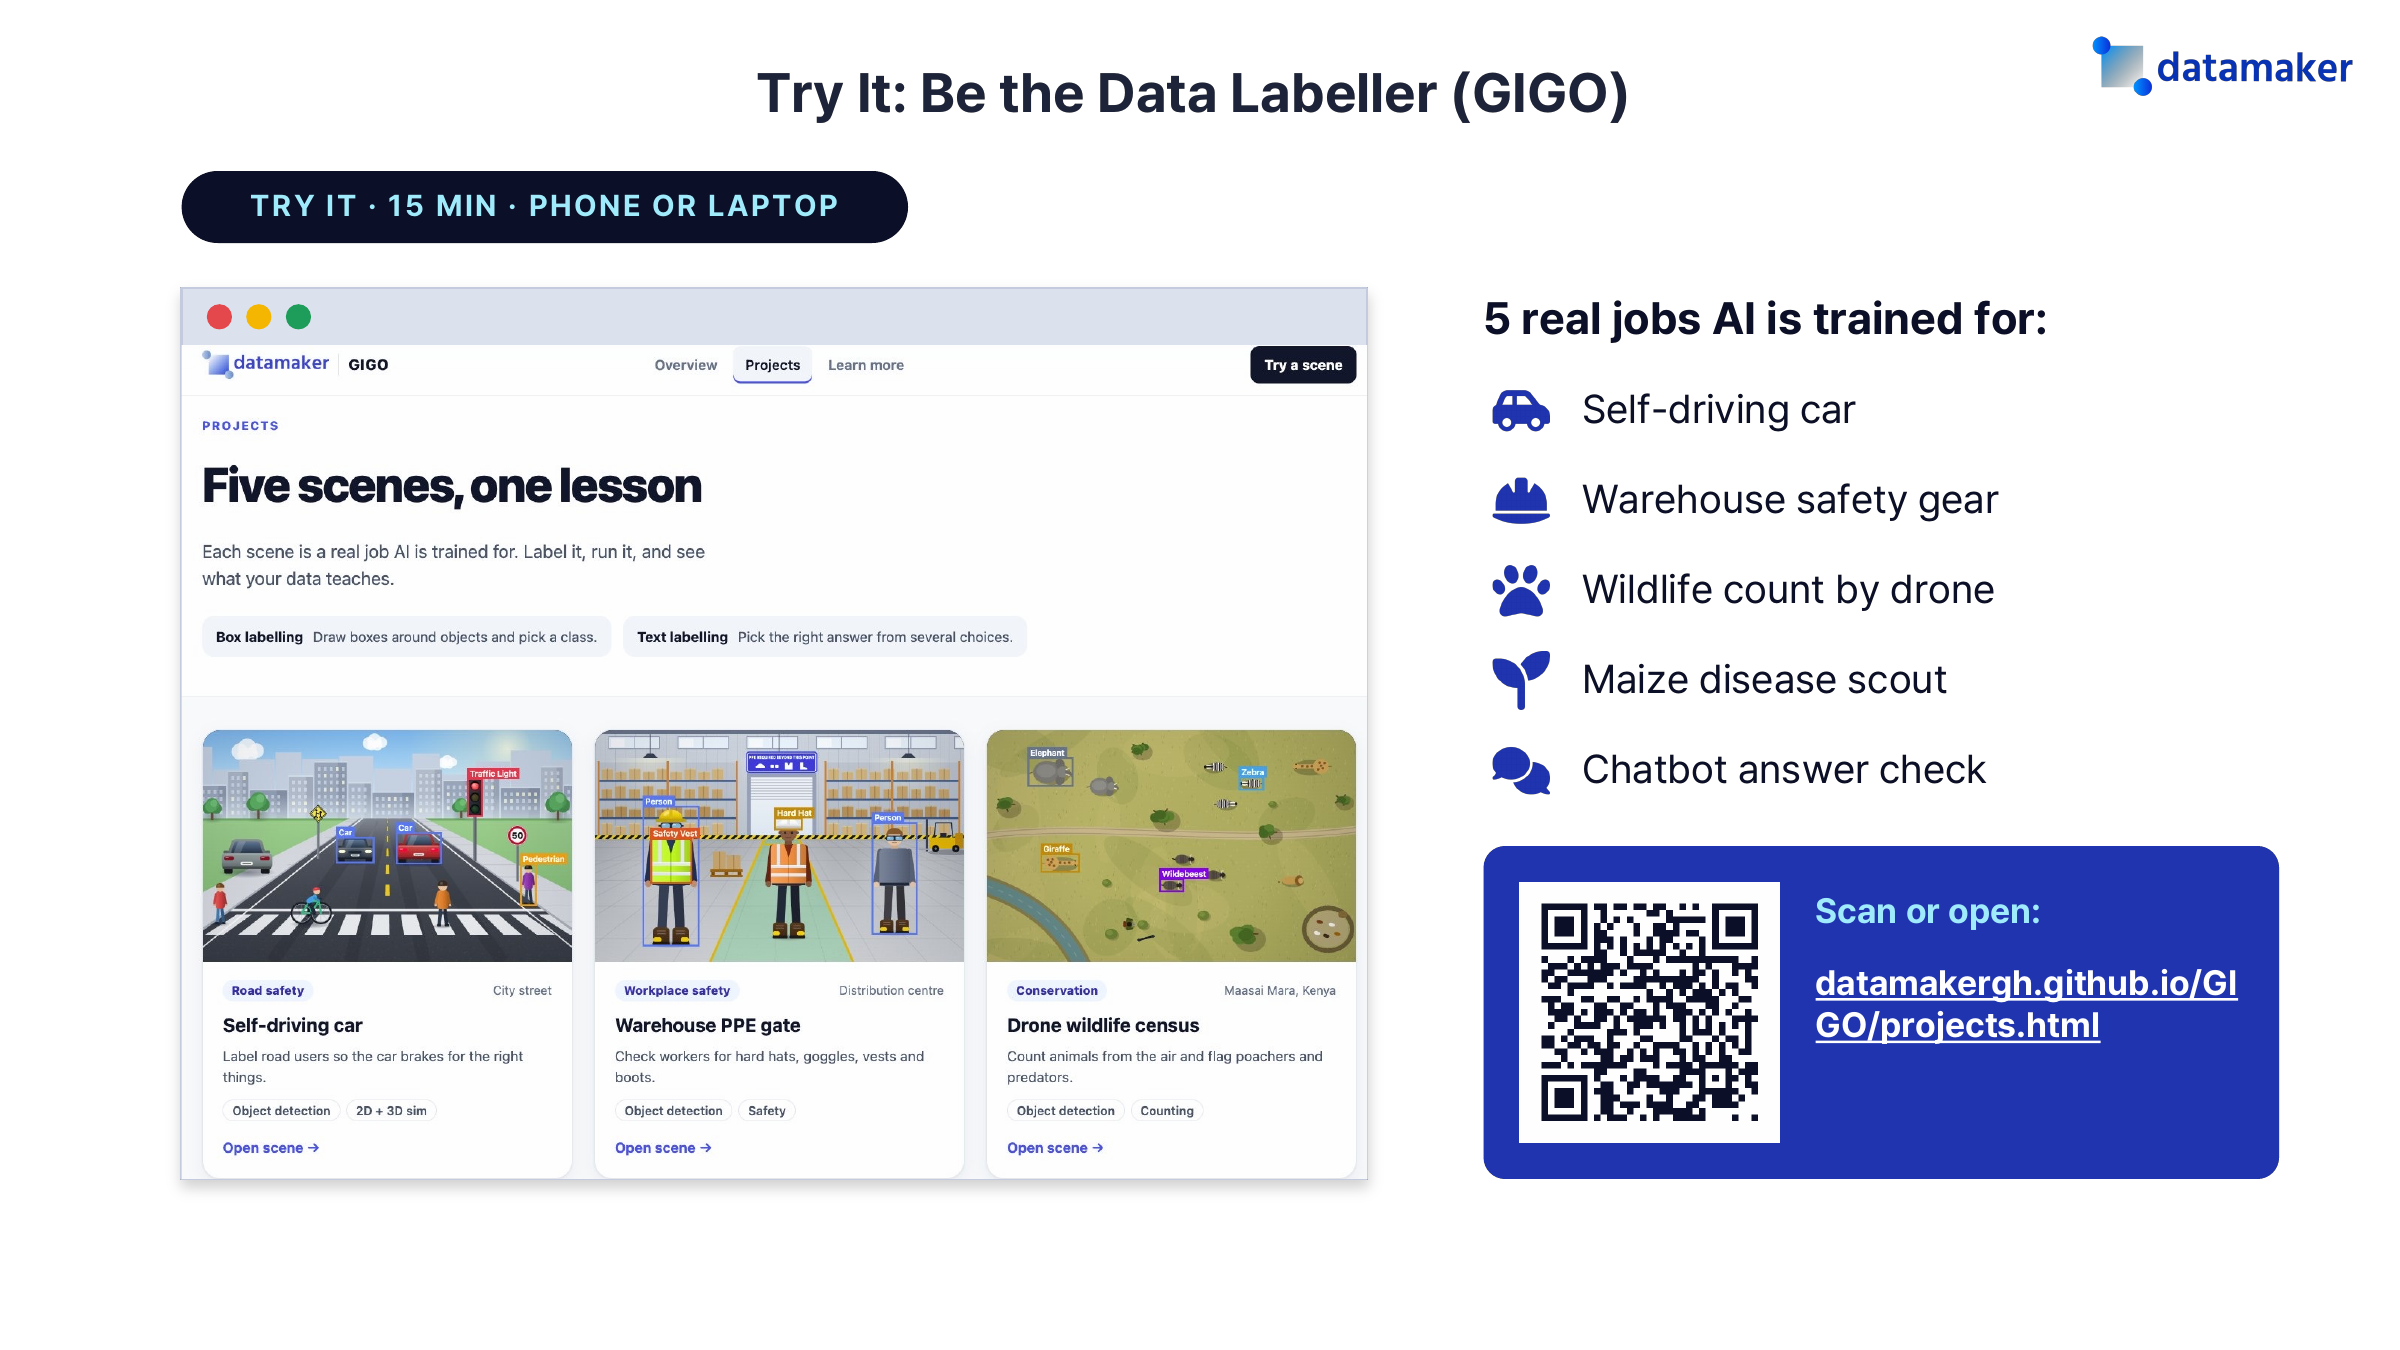 Try It: Be the Data Labeller (GIGO)
datamaker
TRY IT · 15 MIN · PHONE OR LAPTOP
datamaker
GIGO
Overview
Projects
Learn more
Try a scene
PROJECTS
Five scenes, one lesson
Each scene is a real job AI is trained for. Label it, run it, and see
what your data teaches.
Box labelling Draw boxes around objects and pick a class.
Text labelling Pick the right answer from several choices.
Traffic Light
Car
Car
50
Pedestrian
Road safety
City street
Self-driving car
Label road users so the car brakes for the right
things.
Object detection
2D + 3D sim
Open scene →
PPE REQUIRED BEYOND THIS POINT
Person
Safety Vest
Hard Hat
Person
Workplace safety
Distribution centre
Warehouse PPE gate
Check workers for hard hats, goggles, vests and
boots.
Object detection
Safety
Open scene →
Elephant
Zebra
Giraffe
Wildebeest
Conservation
Maasai Mara, Kenya
Drone wildlife census
Count animals from the air and flag poachers and
predators.
Object detection
Counting
Open scene →
5 real jobs AI is trained for:
Self-driving car
Warehouse safety gear
Wildlife count by drone
Maize disease scout
Chatbot answer check
Scan or open:
datamakergh.github.io/GI
GO/projects.html